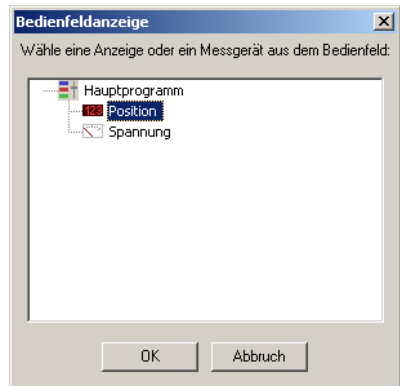 Bedienfeldanzeige
Wähle eine Anzeige oder ein Messgerät aus dem Bedienfeld:
Hauptprogramm
123 Position
Spannung
OK Abbruch